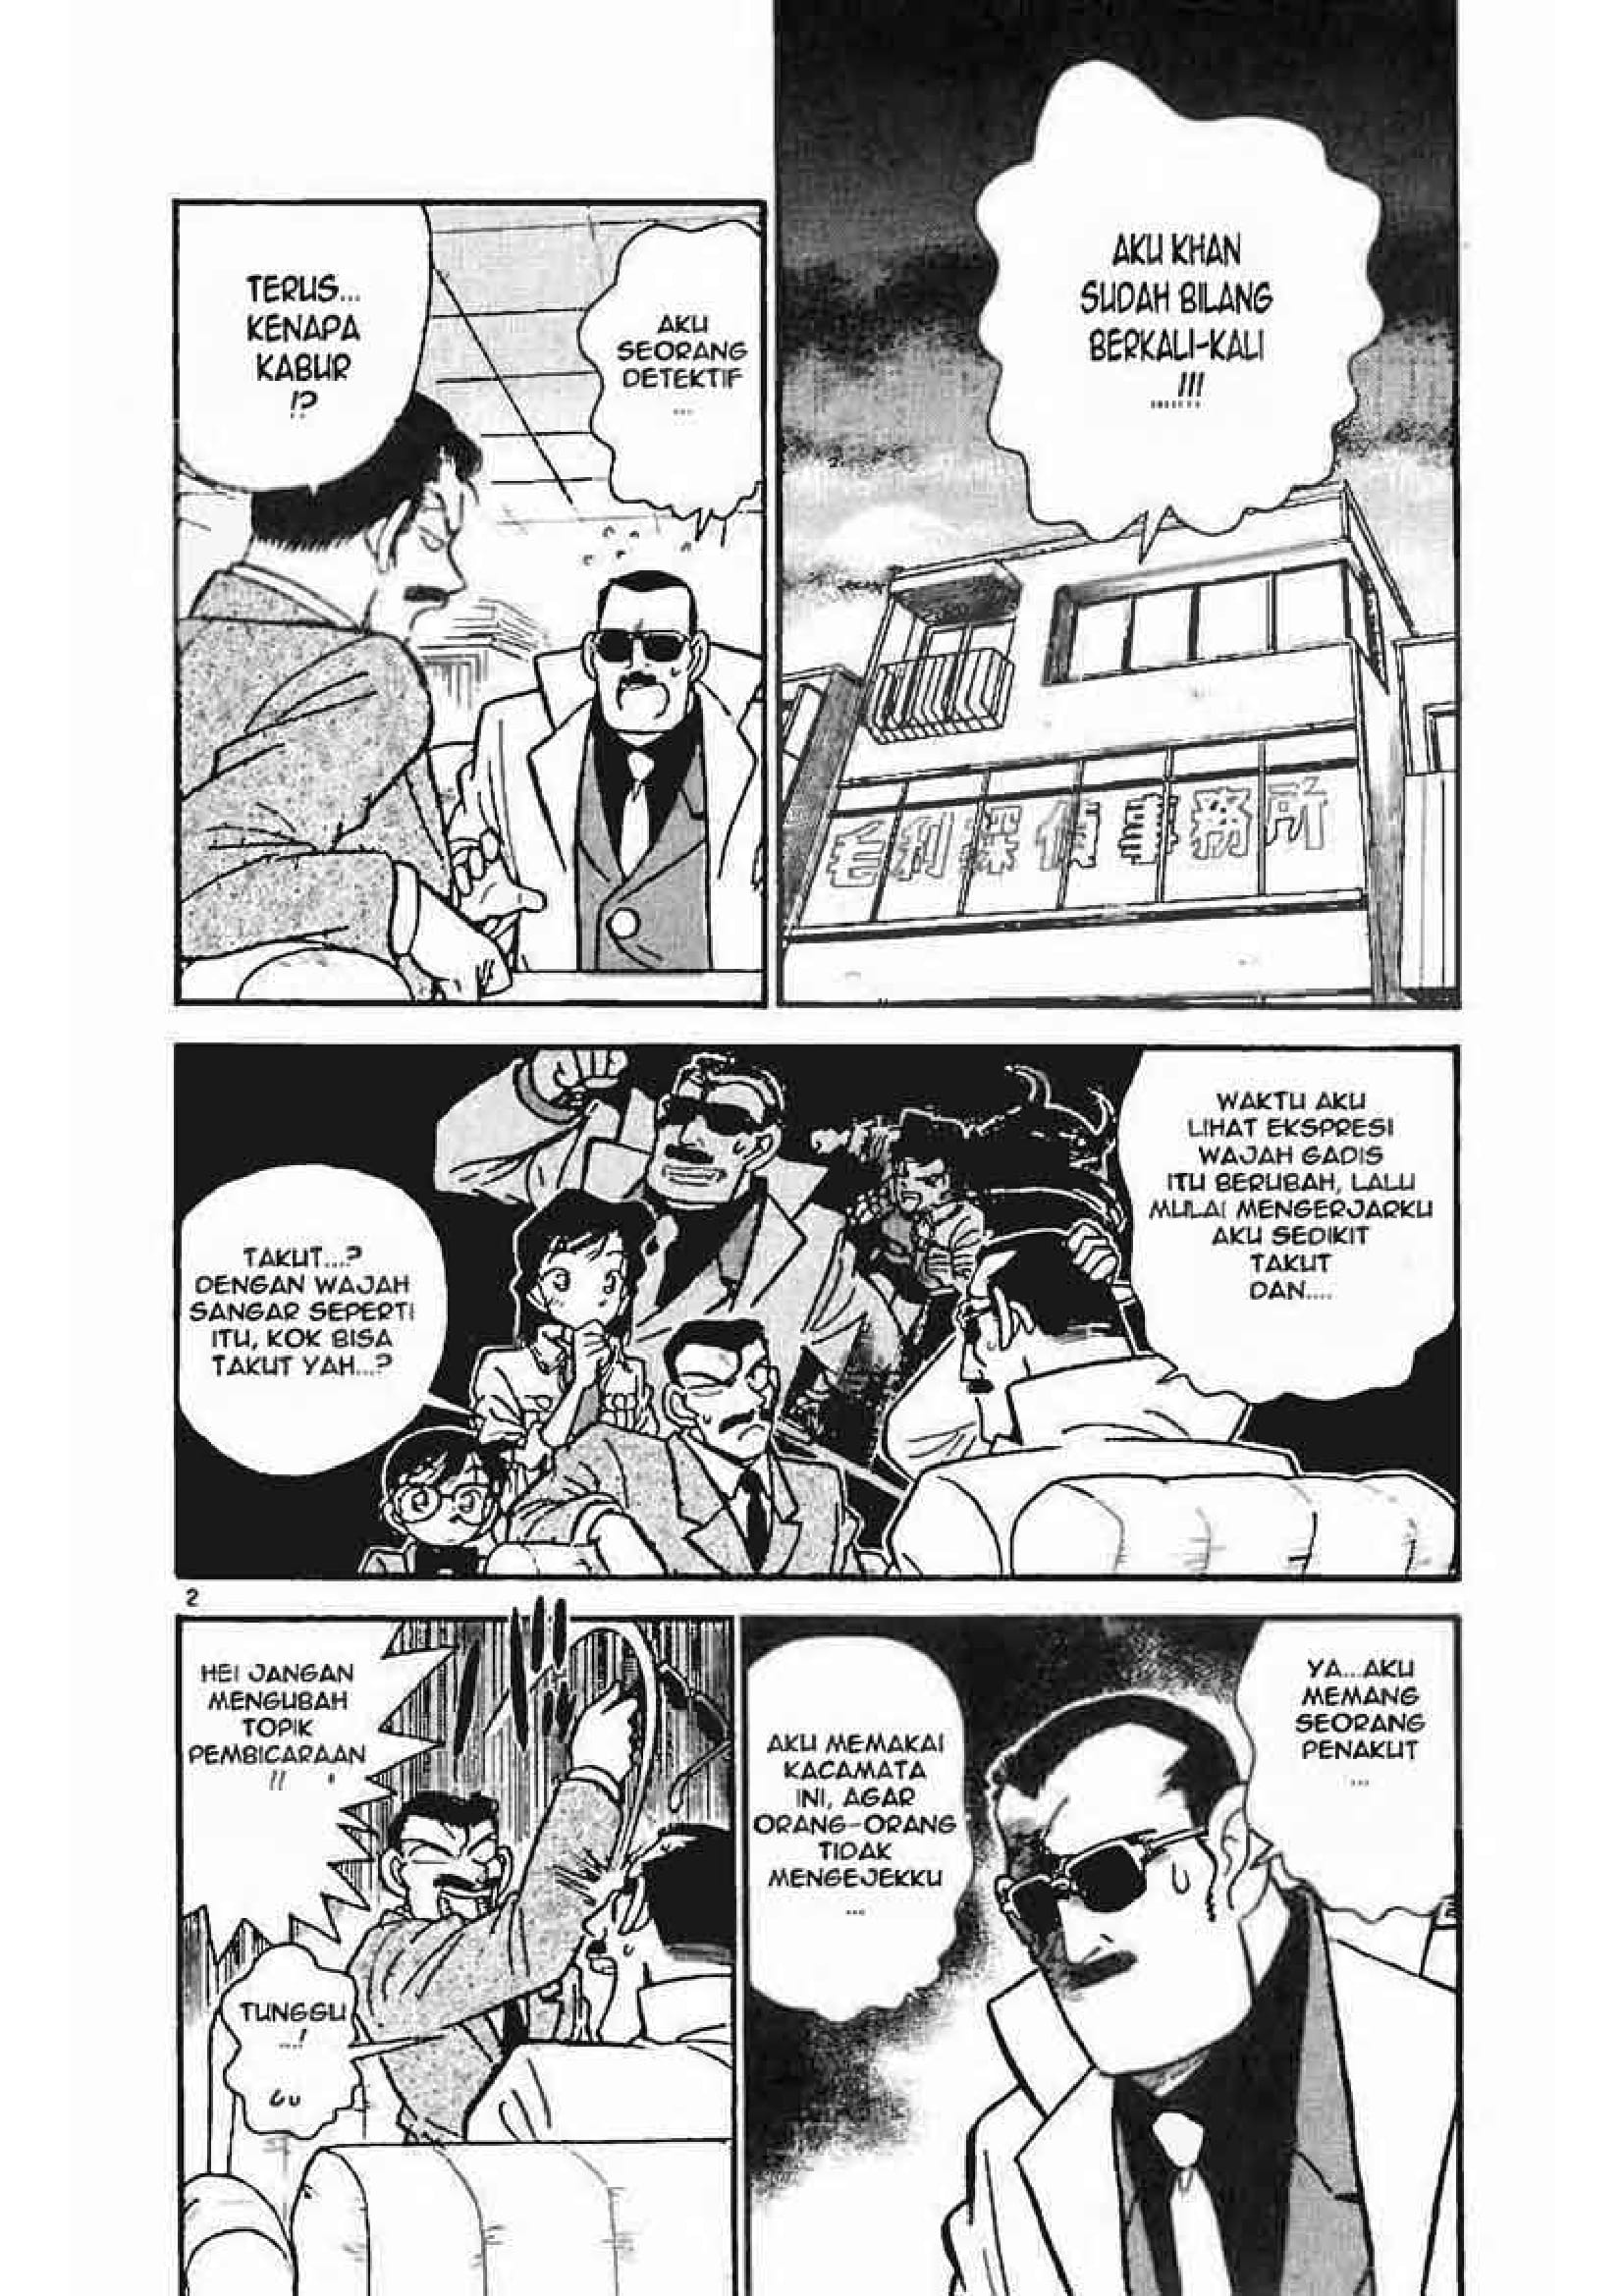 AKU KHAN
SUDAH BILANG
BERKALI-KALI
.......!!!
毛利探偵事務所
AKU
SEORANG
DETEKTIF
...
TERUS...
KENAPA
KABUR
!?
WAKTU AKU
LIHAT EKSPRESI
WAJAH GADIS
ITU BERUBAH, LALU
MULAI MENGERJARKU
AKU SEDIKIT
TAKUT
DAN....
TAKUT...?
DENGAN WAJAH
SANGAR SEPERTI
ITU, KOK BISA
TAKUT YAH...?
2
YA...AKU
MEMANG
SEORANG
PENAKUT
...
AKU MEMAKAI
KACAMATA
INI, AGAR
ORANG-ORANG
TIDAK
MENGEJEKKU
...
HEI JANGAN
MENGUBAH
TOPIK
PEMBICARAAN
!!
TUNGGU
...!